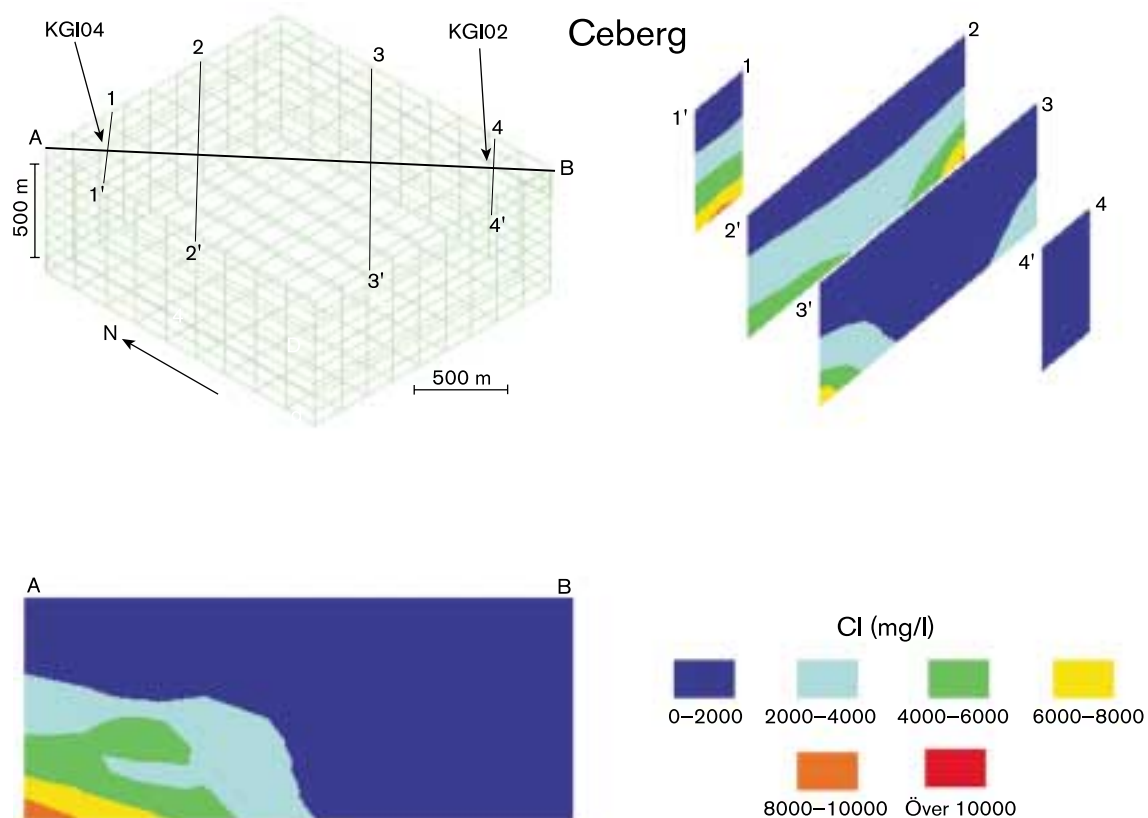 Ceberg
KGI04
KGI02
1
2
3
4
A
B
1'
2'
3'
4'
500 m
N
500 m
1
2
3
4
1'
2'
3'
4'
A
B
Cl (mg/l)
0–2000
2000–4000
4000–6000
6000–8000
8000–10000
Över 10000